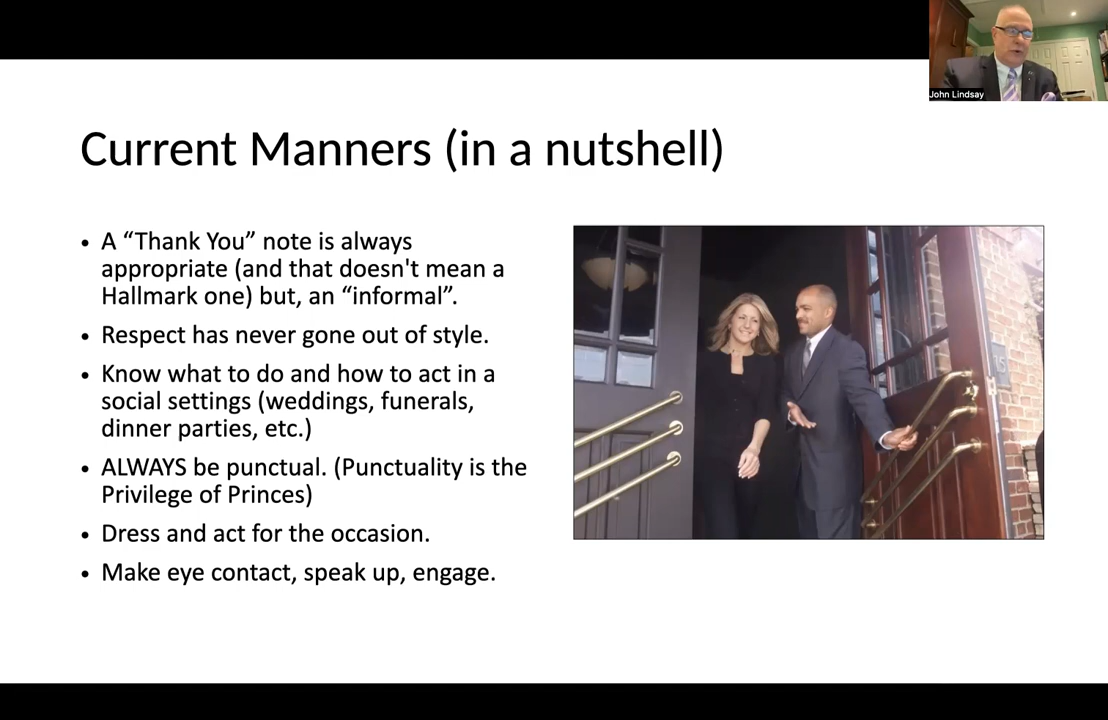 John Lindsay
Current Manners (in a nutshell)
• A “Thank You” note is always
appropriate (and that doesn't mean a
Hallmark one) but, an “informal”.
• Respect has never gone out of style.
• Know what to do and how to act in a
social settings (weddings, funerals,
dinner parties, etc.)
• ALWAYS be punctual. (Punctuality is the
Privilege of Princes)
• Dress and act for the occasion.
• Make eye contact, speak up, engage.
15